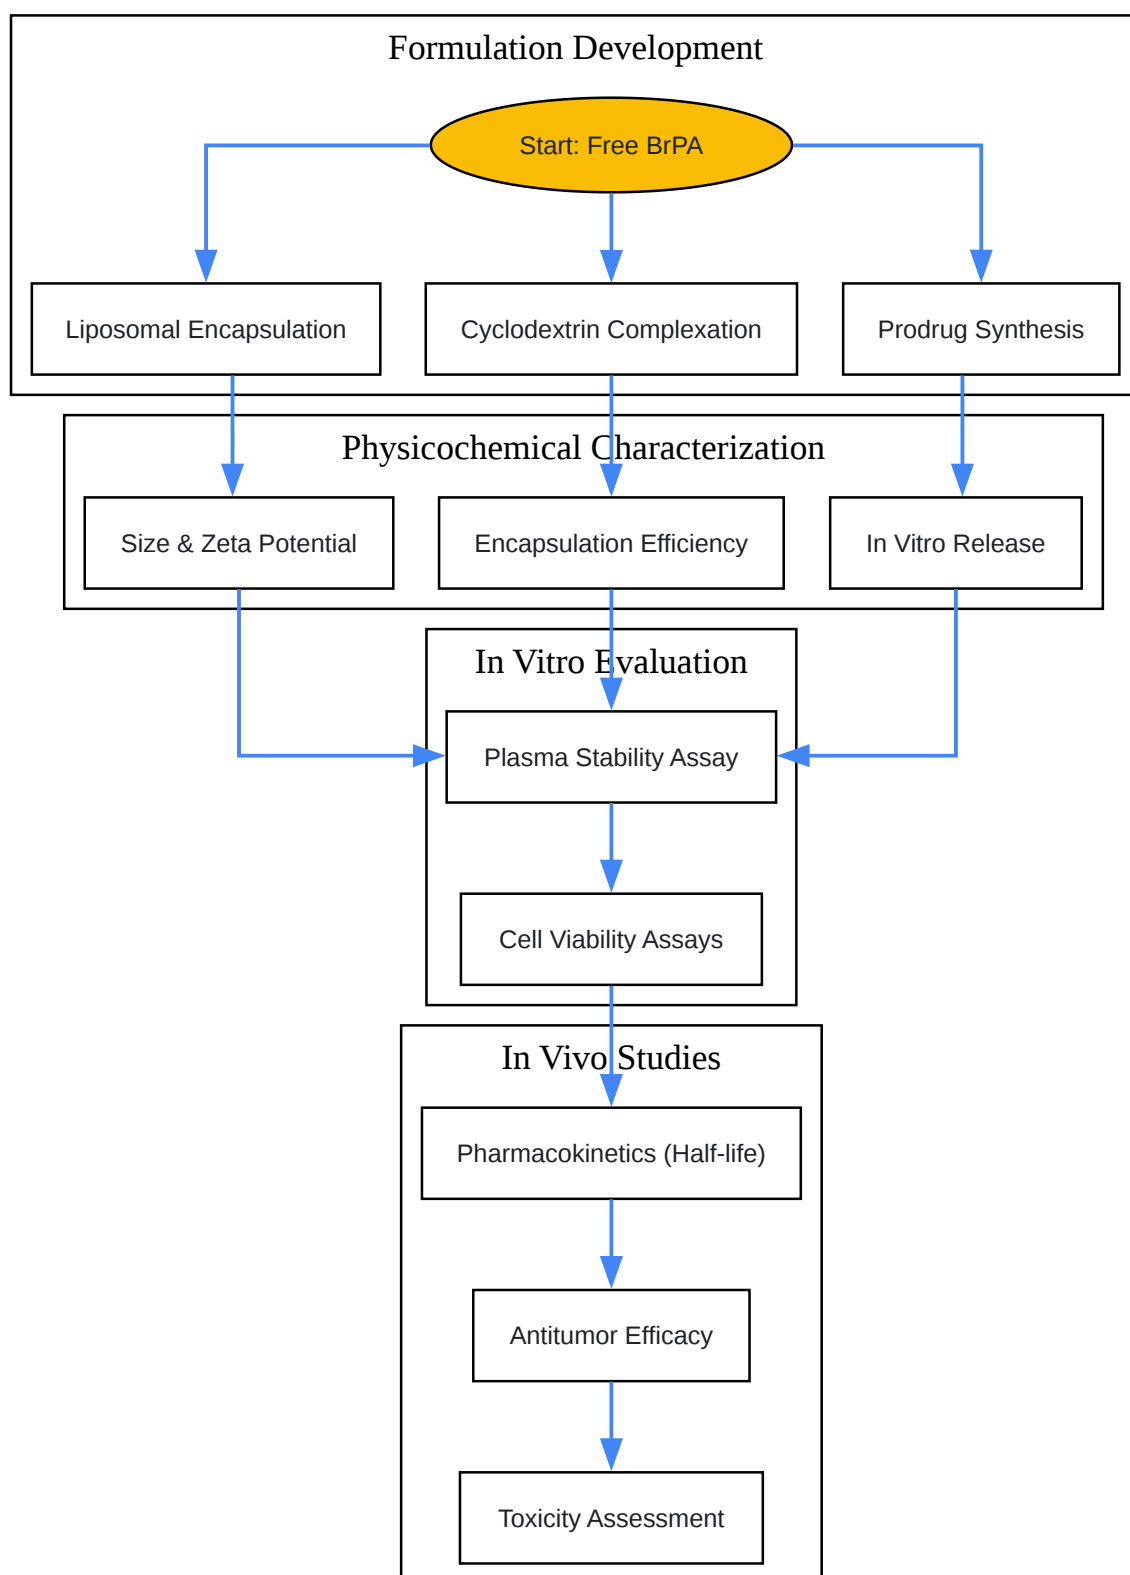 Formulation Development
Start: Free BrPA
Liposomal Encapsulation
Cyclodextrin Complexation
Prodrug Synthesis
Physicochemical Characterization
Size & Zeta Potential
Encapsulation Efficiency
In Vitro Release
In Vitro Evaluation
Plasma Stability Assay
Cell Viability Assays
In Vivo Studies
Pharmacokinetics (Half-life)
Antitumor Efficacy
Toxicity Assessment